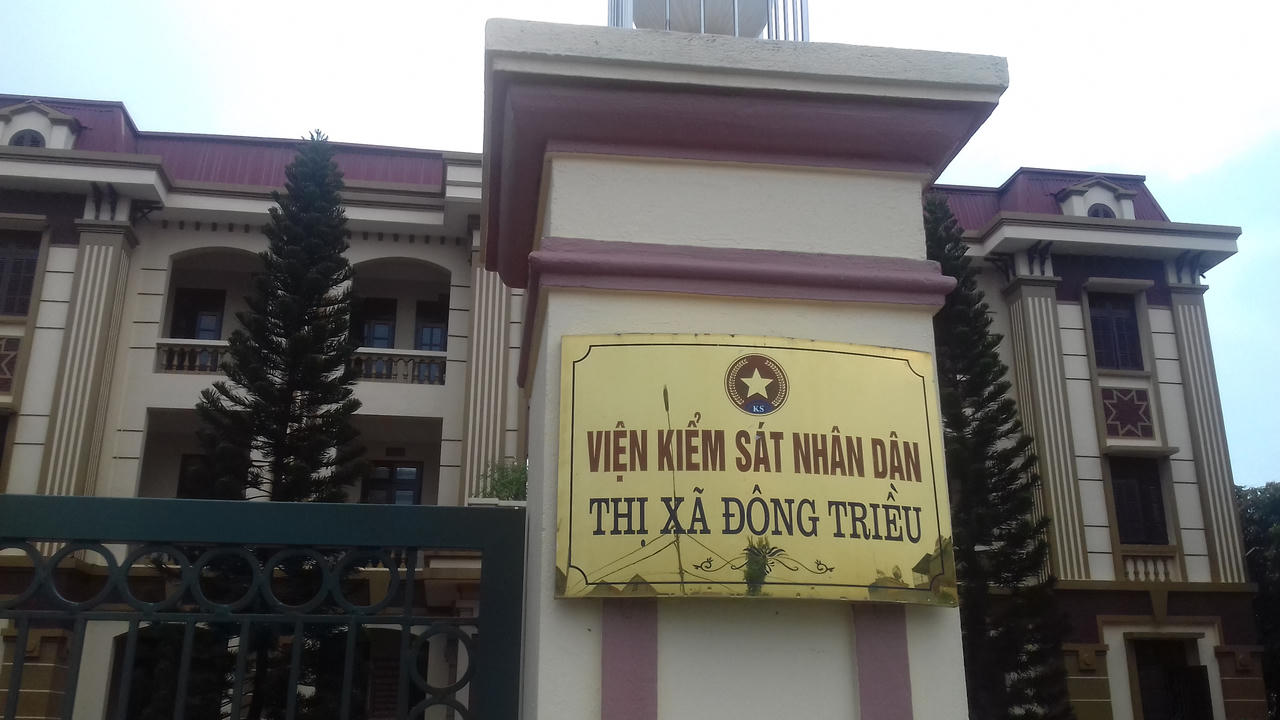 KS
VIỆN KIỂM SÁT NHÂN DÂN
THỊ XÃ ĐÔNG TRIỀU